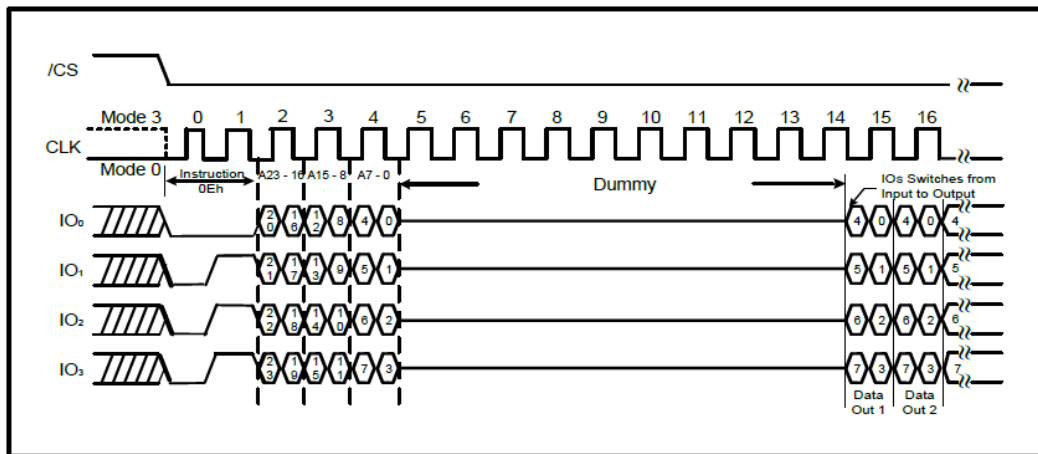 /CS
Mode 3 0 1 2 3 4 5 6 7 8 9 10 11 12 13 14 15 16
CLK
Mode 0
Instruction
0Eh
A23 - 16 A15 - 8 A7 - 0
Dummy
IOs Switches from
Input to Output
IO₀ 20 16 12 8 4 0 4 0 4 0 4
IO₁ 21 17 13 9 5 1 5 1 5 1 5
IO₂ 22 18 14 10 6 2 6 2 6 2 6
IO₃ 23 19 15 11 7 3 7 3 7 3 7
Data
Out 1
Data
Out 2